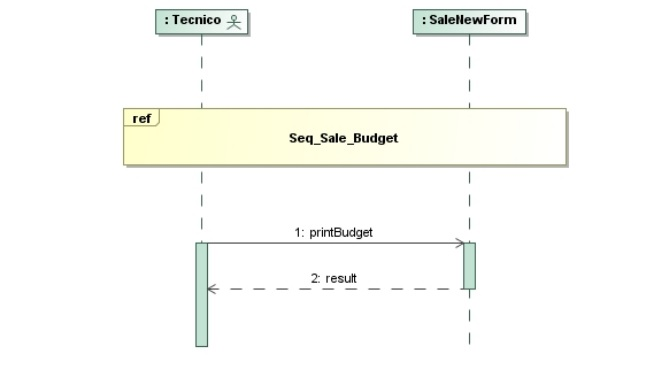 : Tecnico
: SaleNewForm
ref
Seq_Sale_Budget
1: printBudget
2: result